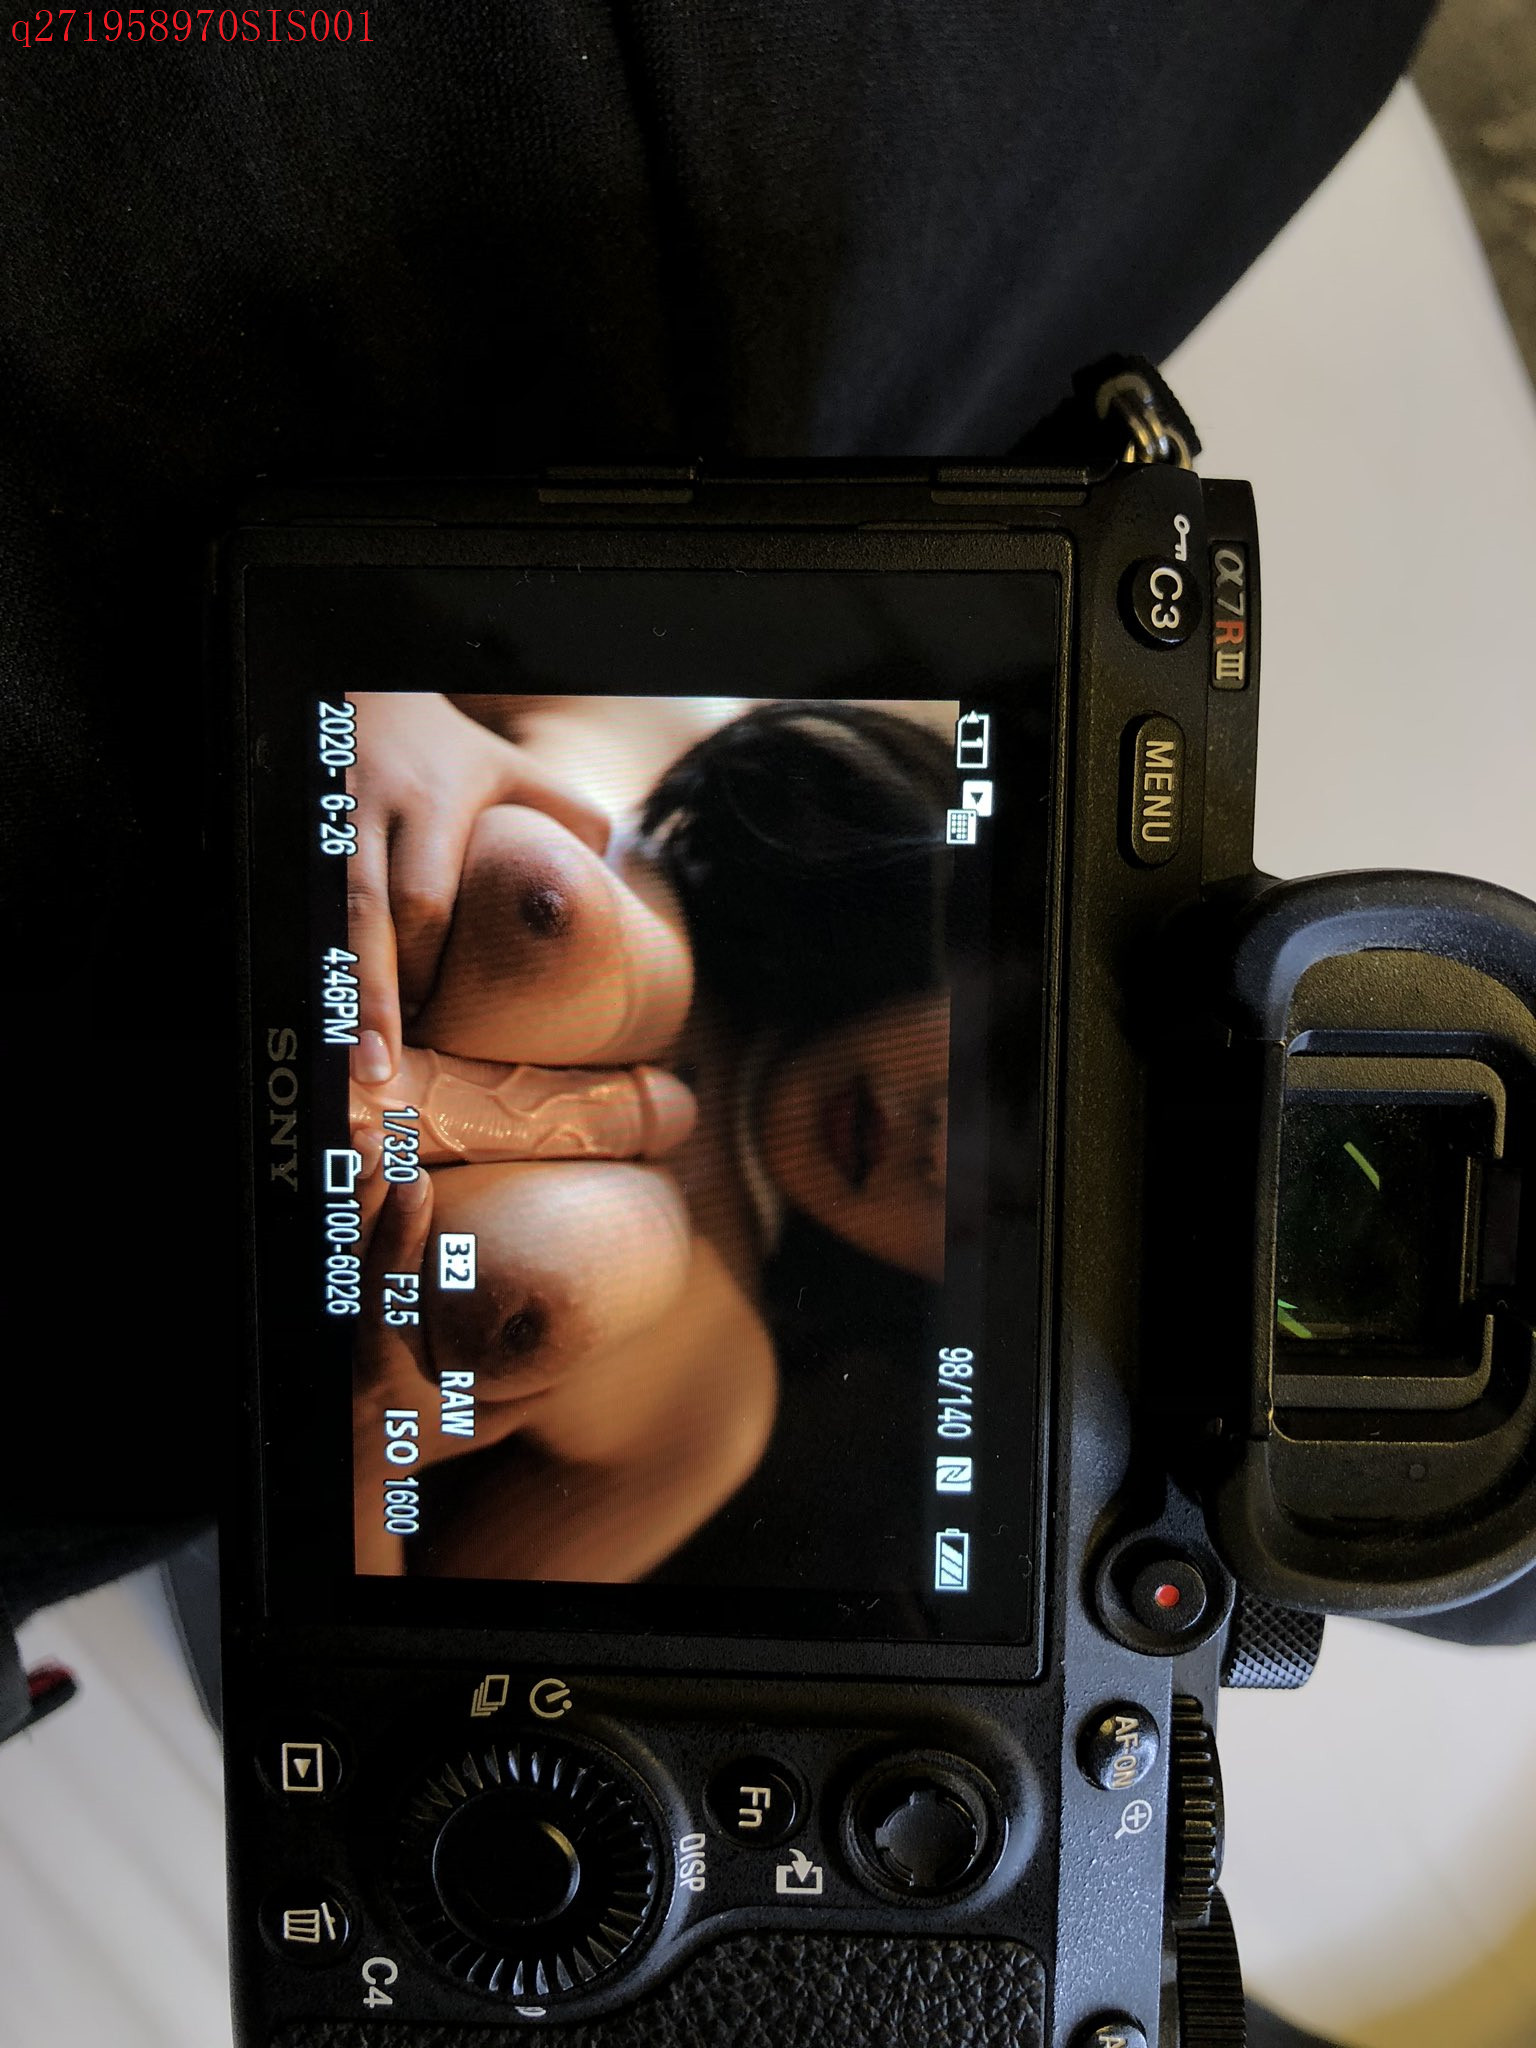 q271958970SIS001
α7RIII
C3
MENU
1
98/140
3:2
RAW
1/320
F2.5
ISO 1600
2020- 6-26
4:46PM
100-6026
SONY
AF-ON
Fn
DISP
C4